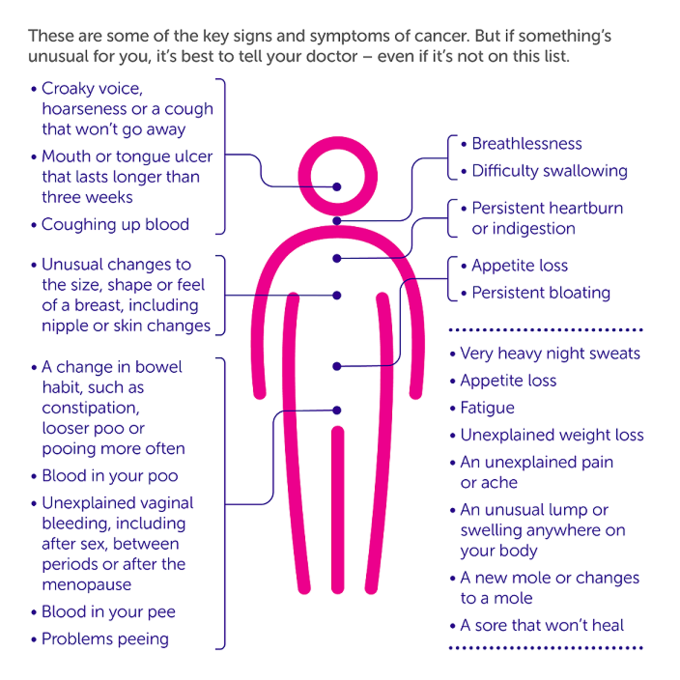 These are some of the key signs and symptoms of cancer. But if something's
unusual for you, it's best to tell your doctor – even if it's not on this list.
• Croaky voice,
hoarseness or a cough
that won't go away
• Mouth or tongue ulcer
that lasts longer than
three weeks
• Coughing up blood
• Unusual changes to
the size, shape or feel
of a breast, including
nipple or skin changes
• A change in bowel
habit, such as
constipation,
looser poo or
pooing more often
• Blood in your poo
• Unexplained vaginal
bleeding, including
after sex, between
periods or after the
menopause
• Blood in your pee
• Problems peeing
• Breathlessness
• Difficulty swallowing
• Persistent heartburn
or indigestion
• Appetite loss
• Persistent bloating
• Very heavy night sweats
• Appetite loss
• Fatigue
• Unexplained weight loss
• An unexplained pain
or ache
• An unusual lump or
swelling anywhere on
your body
• A new mole or changes
to a mole
• A sore that won't heal